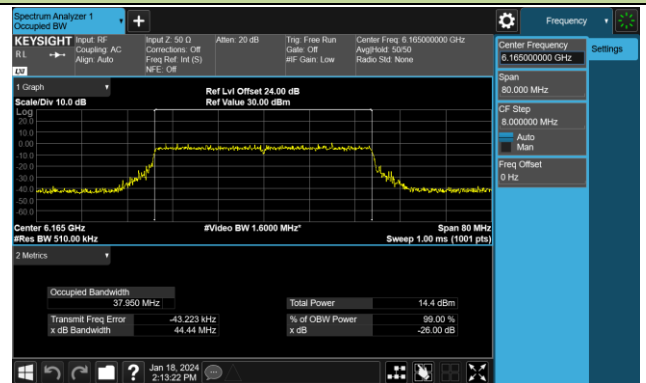 Spectrum Analyzer 1
Occupied BW
Frequency
KEYSIGHT
RL
LXI
Input: RF
Coupling: AC
Align: Auto
Input Z: 50 Ω
Corrections: Off
Freq Ref: Int (S)
NFE: Off
Atten: 20 dB
Trig: Free Run
Gate: Off
#IF Gain: Low
Center Freq: 6.165000000 GHz
Avg|Hold: 50/50
Radio Std: None
Center Frequency
6.165000000 GHz
Settings
Span
80.000 MHz
CF Step
8.000000 MHz
Auto
Man
Freq Offset
0 Hz
1 Graph
Scale/Div 10.0 dB
Ref Lvl Offset 24.00 dB
Ref Value 30.00 dBm
Log
20.0
10.0
0.00
-10.0
-20.0
-30.0
-40.0
-50.0
-60.0
Center 6.165 GHz
#Video BW 1.6000 MHz*
Span 80 MHz
#Res BW 510.00 kHz
Sweep 1.00 ms (1001 pts)
2 Metrics
Occupied Bandwidth
37.950 MHz
Total Power
14.4 dBm
Transmit Freq Error
-43.223 kHz
% of OBW Power
99.00 %
x dB Bandwidth
44.44 MHz
x dB
-26.00 dB
?
Jan 18, 2024
2:13:22 PM